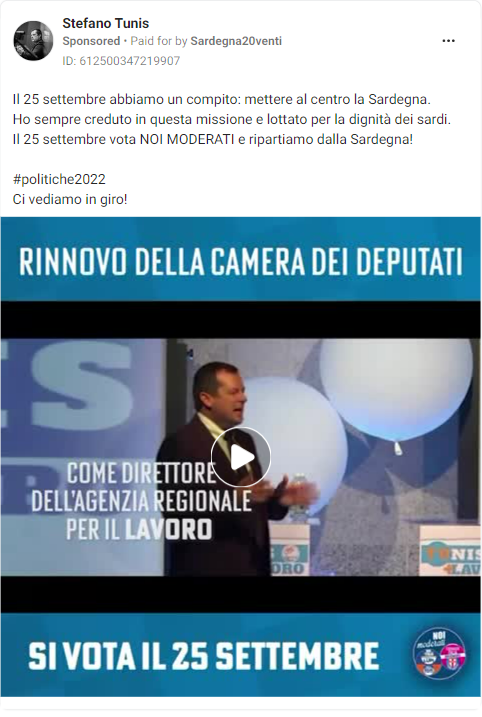 Stefano Tunis
Sponsored • Paid for by Sardegna20venti
ID: 612500347219907
Il 25 settembre abbiamo un compito: mettere al centro la Sardegna.
Ho sempre creduto in questa missione e lottato per la dignità dei sardi.
Il 25 settembre vota NOI MODERATI e ripartiamo dalla Sardegna!
#politiche2022
Ci vediamo in giro!
RINNOVO DELLA CAMERA DEI DEPUTATI
COME DIRETTORE
DELL'AGENZIA REGIONALE
PER IL LAVORO
SI VOTA IL 25 SETTEMBRE
NOI
moderati